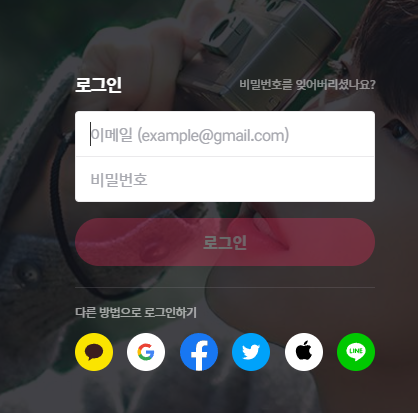 로그인
비밀번호를 잊어버리셨나요?
이메일 (example@gmail.com)
비밀번호
로그인
다른 방법으로 로그인하기
LINE